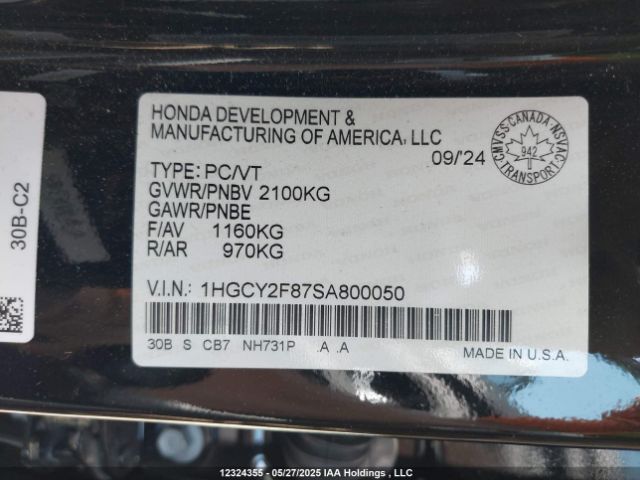 HONDA DEVELOPMENT &
MANUFACTURING OF AMERICA, LLC
09/'24
CMVSS-CANADA-NSVAC
942
TRANSPORT
TYPE: PC/VT
GVWR/PNBV 2100KG
GAWR/PNBE
F/AV 1160KG
R/AR 970KG
V.I.N.: 1HGCY2F87SA800050
30B S CB7 NH731P .A .A
MADE IN U.S.A.
30B-C2
12324355 - 05/27/2025 IAA Holdings , LLC